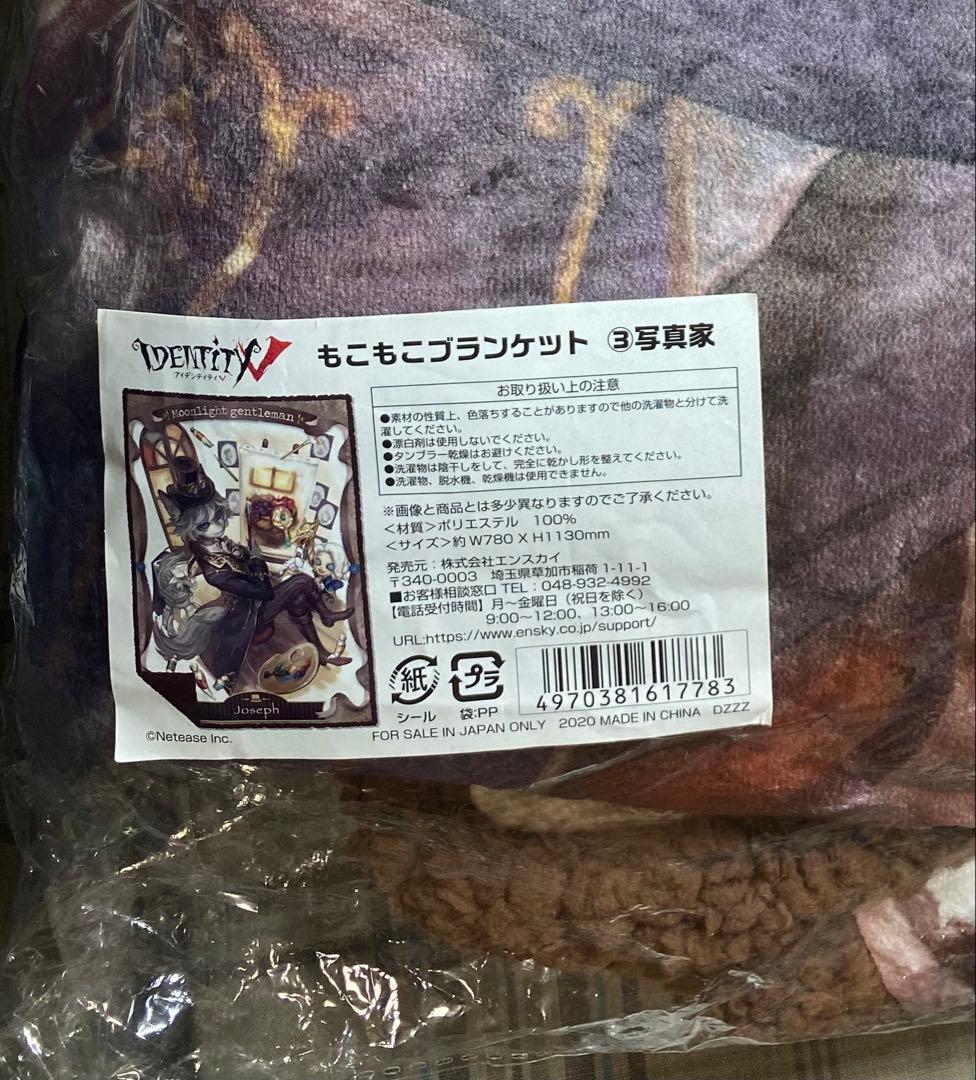 IDENTITY V
アイデンティティV
もこもこブランケット ③写真家
Moonlight gentleman
Joseph
©Netease Inc.
お取り扱い上の注意
●素材の性質上、色落ちすることがありますので他の洗濯物と分けて洗
濯してください。
●漂白剤は使用しないでください。
●タンブラー乾燥はお避けください。
●洗濯物は陰干しをして、完全に乾かし形を整えてください。
●洗濯物、脱水機、乾燥機は使用できません。
※画像と商品とは多少異なりますのでご了承ください。
＜材質＞ポリエステル 100%
＜サイズ＞約 W780 X H1130mm
発売元：株式会社エンスカイ
〒340-0003 埼玉県草加市稲荷 1-11-1
■お客様相談窓口 TEL：048-932-4992
【電話受付時間】月～金曜日（祝日を除く）
9:00～12:00、13:00～16:00
URL:https://www.ensky.co.jp/support/
紙
シール
プラ
袋:PP
4970381617783
FOR SALE IN JAPAN ONLY 2020 MADE IN CHINA DZZZ